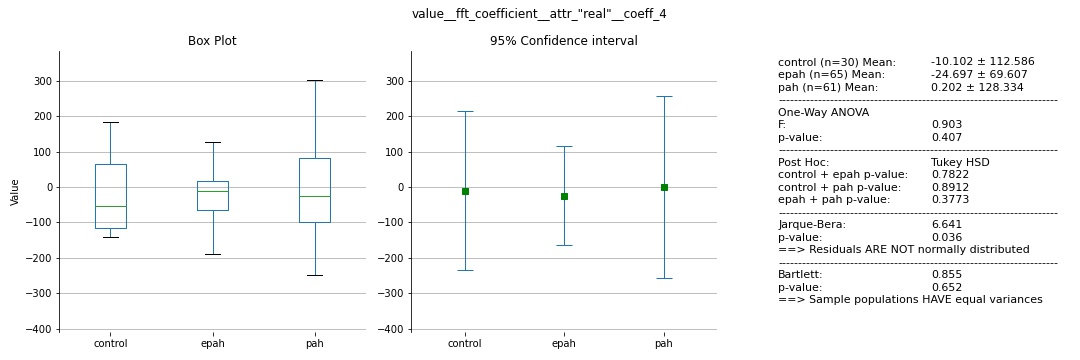 value__fft_coefficient__attr_"real"__coeff_4
Box Plot
Value
300
200
100
0
−100
−200
−300
−400
control
epah
pah
95% Confidence interval
300
200
100
0
−100
−200
−300
−400
control
epah
pah
control (n=30) Mean: -10.102 ± 112.586
epah (n=65) Mean: -24.697 ± 69.607
pah (n=61) Mean: 0.202 ± 128.334
One-Way ANOVA
F: 0.903
p-value: 0.407
Post Hoc: Tukey HSD
control + epah p-value: 0.7822
control + pah p-value: 0.8912
epah + pah p-value: 0.3773
Jarque-Bera: 6.641
p-value: 0.036
==> Residuals ARE NOT normally distributed
Bartlett: 0.855
p-value: 0.652
==> Sample populations HAVE equal variances